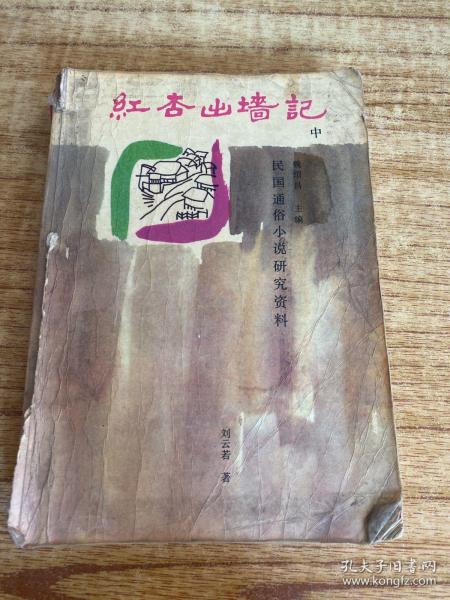 紅杏出墙記
中
魏绍昌 主编
民国通俗小说研究资料
刘云若 著
孔夫子旧书网
www.kongfz.com